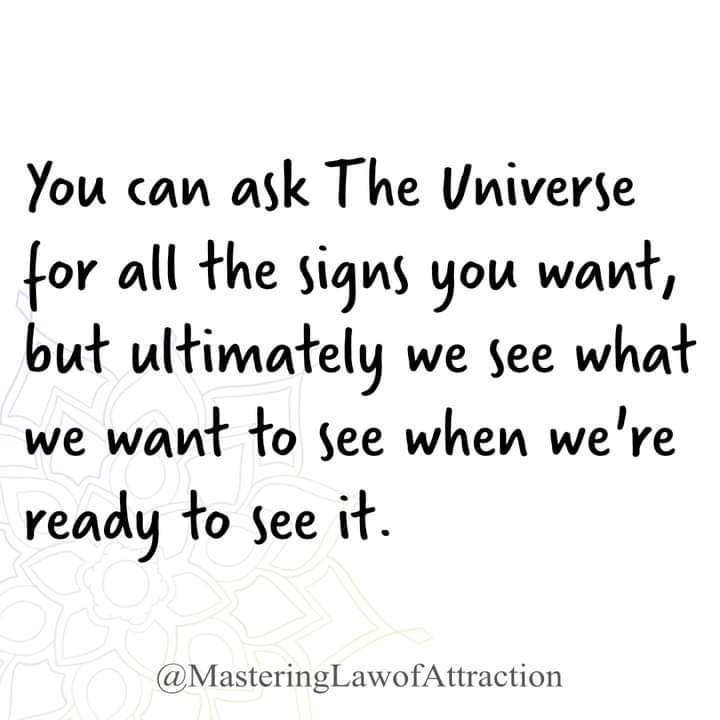 You can ask The Universe
for all the signs you want,
but ultimately we see what
we want to see when we're
ready to see it.
@MasteringLawofAttraction